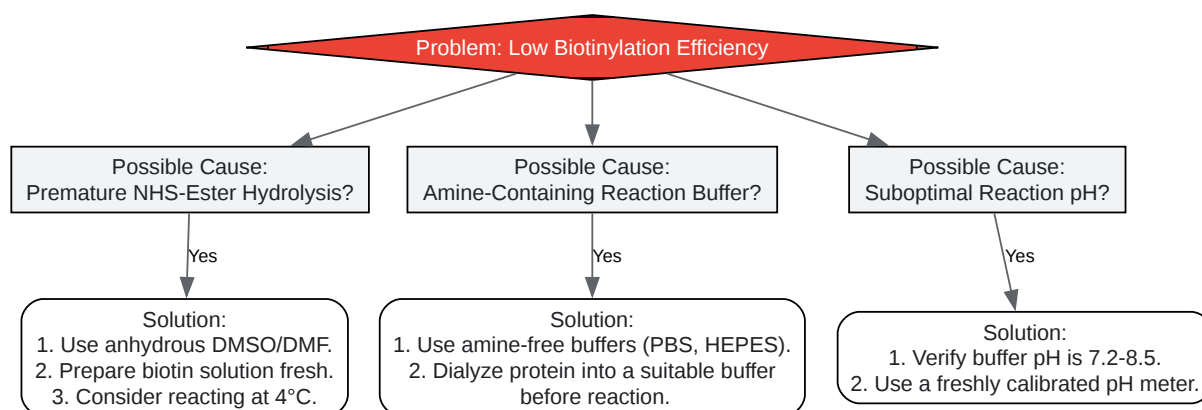 Problem: Low Biotinylation Efficiency
Possible Cause:
Premature NHS-Ester Hydrolysis?
Possible Cause:
Amine-Containing Reaction Buffer?
Possible Cause:
Suboptimal Reaction pH?
Yes
Yes
Yes
Solution:
1. Use anhydrous DMSO/DMF.
2. Prepare biotin solution fresh.
3. Consider reacting at 4°C.
Solution:
1. Use amine-free buffers (PBS, HEPES).
2. Dialyze protein into a suitable buffer
before reaction.
Solution:
1. Verify buffer pH is 7.2-8.5.
2. Use a freshly calibrated pH meter.